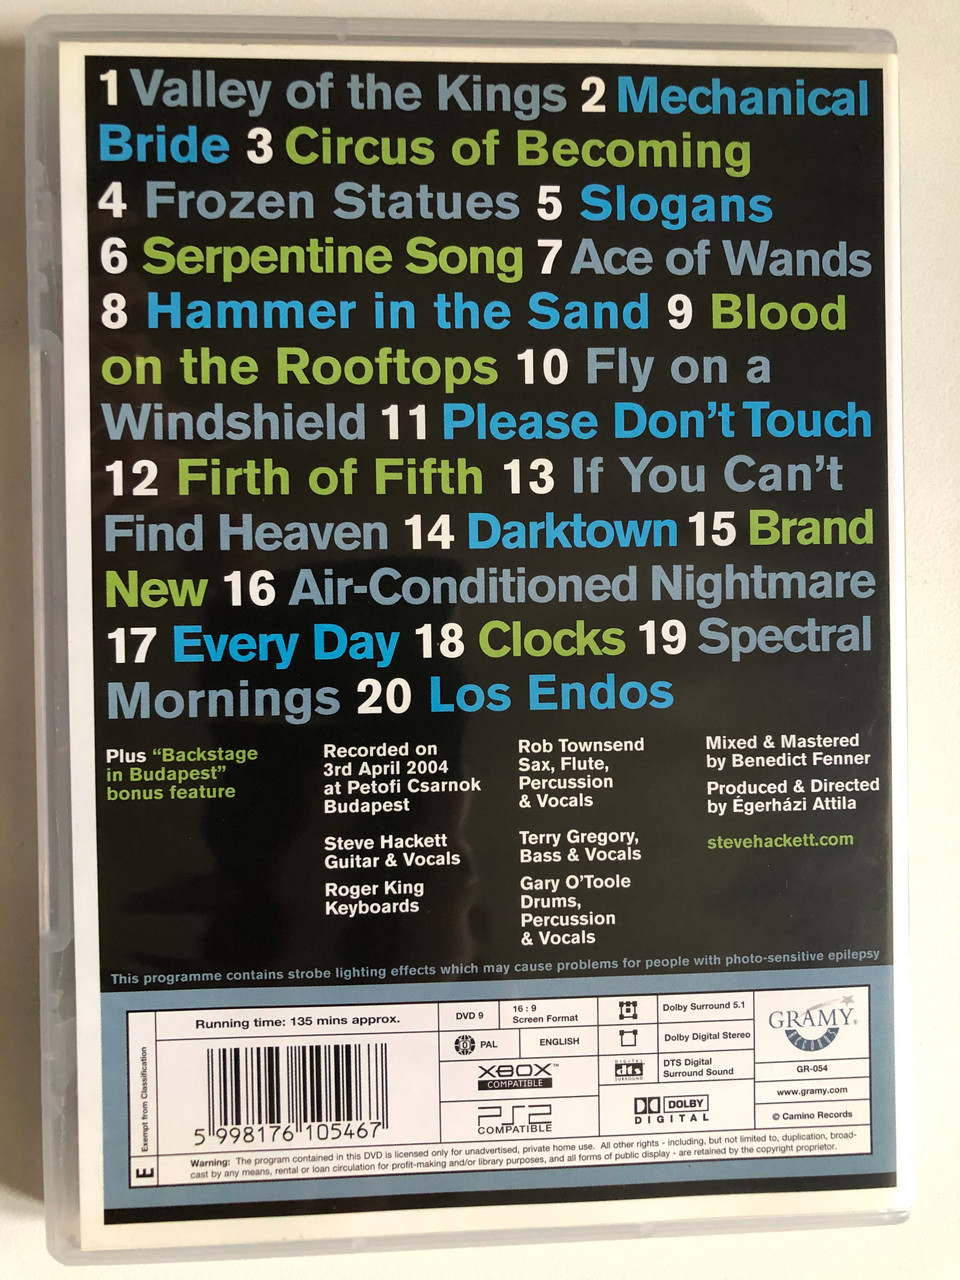 1 Valley of the Kings 2 Mechanical
Bride 3 Circus of Becoming
4 Frozen Statues 5 Slogans
6 Serpentine Song 7 Ace of Wands
8 Hammer in the Sand 9 Blood
on the Rooftops 10 Fly on a
Windshield 11 Please Don't Touch
12 Firth of Fifth 13 If You Can't
Find Heaven 14 Darktown 15 Brand
New 16 Air-Conditioned Nightmare
17 Every Day 18 Clocks 19 Spectral
Mornings 20 Los Endos
Plus "Backstage
in Budapest"
bonus feature
Recorded on
3rd April 2004
at Petofi Csarnok
Budapest
Steve Hackett
Guitar & Vocals
Roger King
Keyboards
Rob Townsend
Sax, Flute,
Percussion
& Vocals
Terry Gregory,
Bass & Vocals
Gary O'Toole
Drums,
Percussion
& Vocals
Mixed & Mastered
by Benedict Fenner
Produced & Directed
by Égerházi Attila
stevehackett.com
This programme contains strobe lighting effects which may cause problems for people with photo-sensitive epilepsy
E
Exempt from Classification
Running time: 135 mins approx.
5 998176 105467
DVD 9
16 : 9
Screen Format
0
PAL
ENGLISH
XBOX™
COMPATIBLE
PS2
COMPATIBLE
Dolby Surround 5.1
Dolby Digital Stereo
DIGITAL
dts
SURROUND
DTS Digital
Surround Sound
DOLBY
DIGITAL
GRAMY®
RECORDS
GR-054
www.gramy.com
© Camino Records
Warning: The program contained in this DVD is licensed only for unadvertised, private home use. All other rights - including, but not limited to, duplication, broad-
cast by any means, rental or loan circulation for profit-making and/or library purposes, and all forms of public display - are retained by the copyright proprietor.